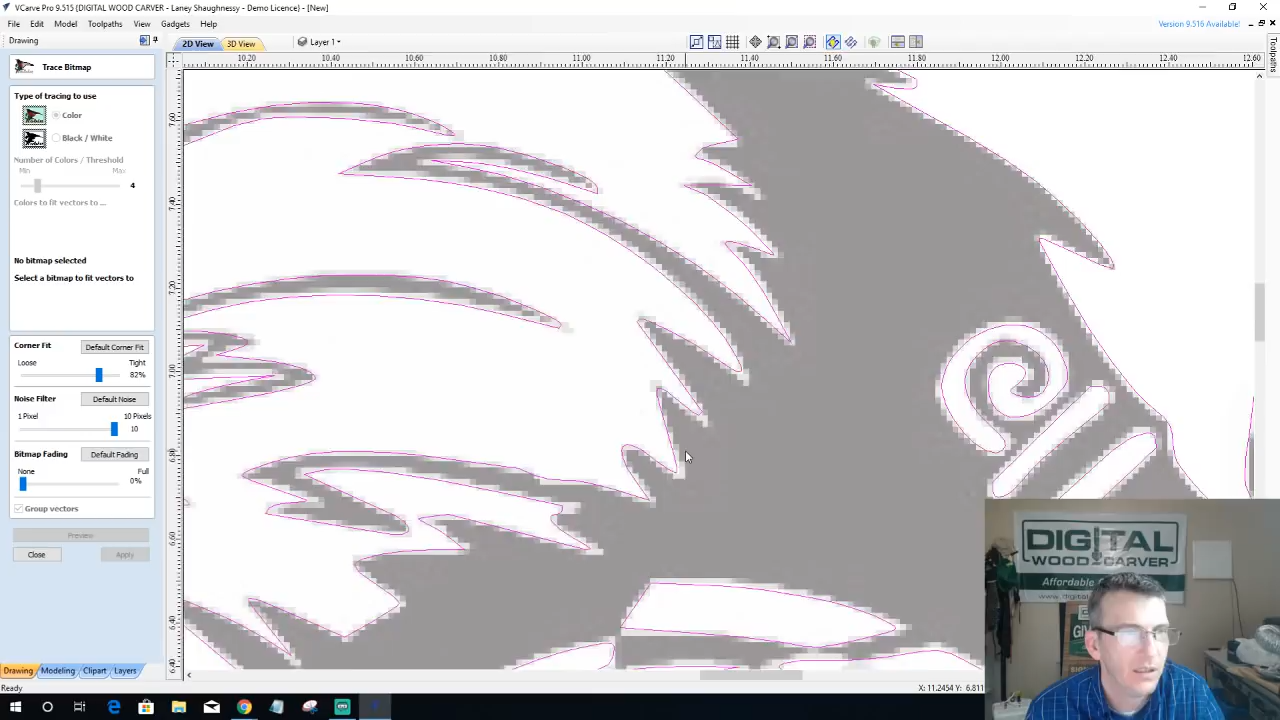 VCarve Pro 9.515 (DIGITAL WOOD CARVER) - Laney Shaughnessy - Demo Licence} - [New]
File Edit Model Toolpaths View Gadgets Help
Version 9.516 Available!
Drawing
2D View 3D View Layer 1
Toolpaths
10.20 10.40 10.60 10.80 11.00 11.20 11.40 11.60 11.80 12.00 12.20 12.40 12.60
Trace Bitmap
Type of tracing to use
Color
Black / White
Number of Colors / Threshold
Min Max
4
Colors to fit vectors to ...
No bitmap selected
Select a bitmap to fit vectors to
Corner Fit Default Corner Fit
Loose Tight
82%
Noise Filter Default Noise
1 Pixel 10 Pixels
10
Bitmap Fading Default Fading
None Full
0%
Group vectors
Preview
Close Apply
DIGITAL
WOOD CARVER
Affordable
www.digital
GIV
Drawing Modeling Clipart Layers
Ready
X: 11.2454 Y: 6.811